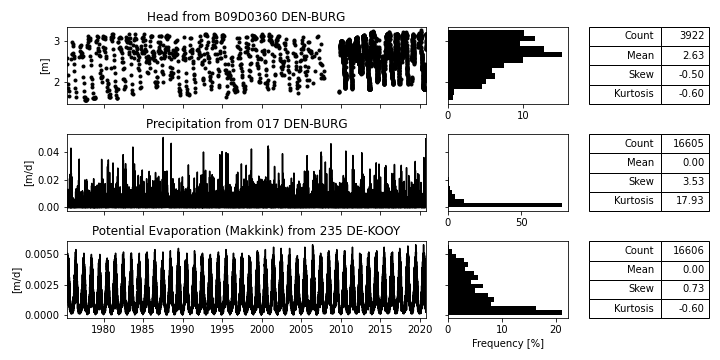 Head from B09D0360 DEN-BURG
3
2
[m]
0
10
Count 3922
Mean 2.63
Skew -0.50
Kurtosis -0.60
Precipitation from 017 DEN-BURG
0.04
0.02
0.00
[m/d]
0
50
Count 16605
Mean 0.00
Skew 3.53
Kurtosis 17.93
Potential Evaporation (Makkink) from 235 DE-KOOY
0.0050
0.0025
0.0000
[m/d]
1980 1985 1990 1995 2000 2005 2010 2015 2020
0 10 20
Frequency [%]
Count 16606
Mean 0.00
Skew 0.73
Kurtosis -0.60